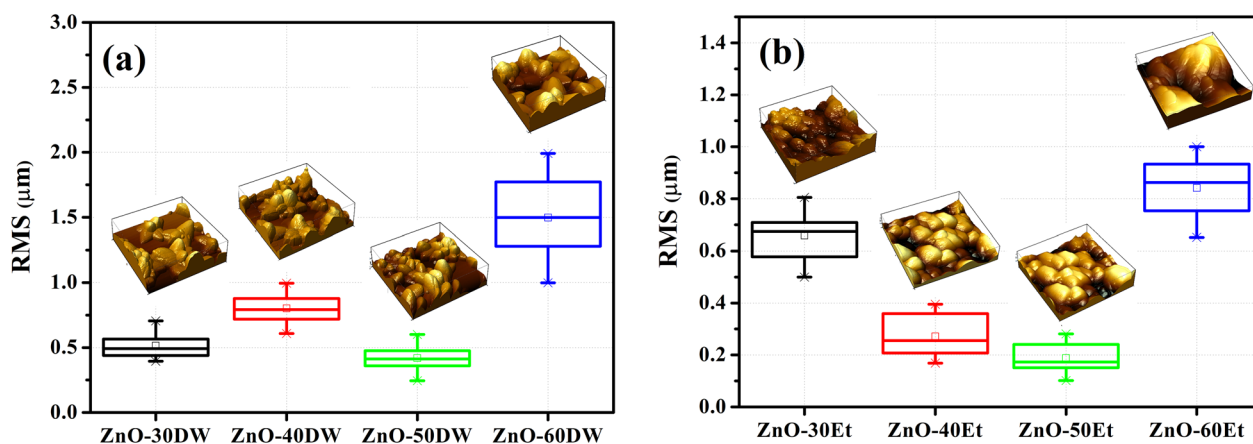 (a)
RMS (μm)
3.0
2.5
2.0
1.5
1.0
0.5
0.0
ZnO-30DW ZnO-40DW ZnO-50DW ZnO-60DW
(b)
RMS (μm)
1.4
1.2
1.0
0.8
0.6
0.4
0.2
0.0
ZnO-30Et ZnO-40Et ZnO-50Et ZnO-60Et